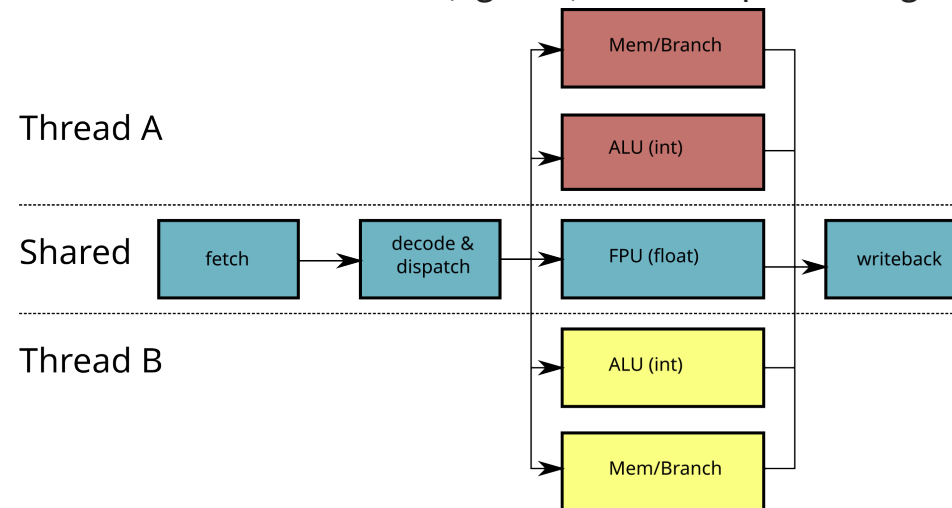 Mem/Branch
Thread A
ALU (int)
Shared
fetch
decode &
dispatch
FPU (float)
writeback
Thread B
ALU (int)
Mem/Branch